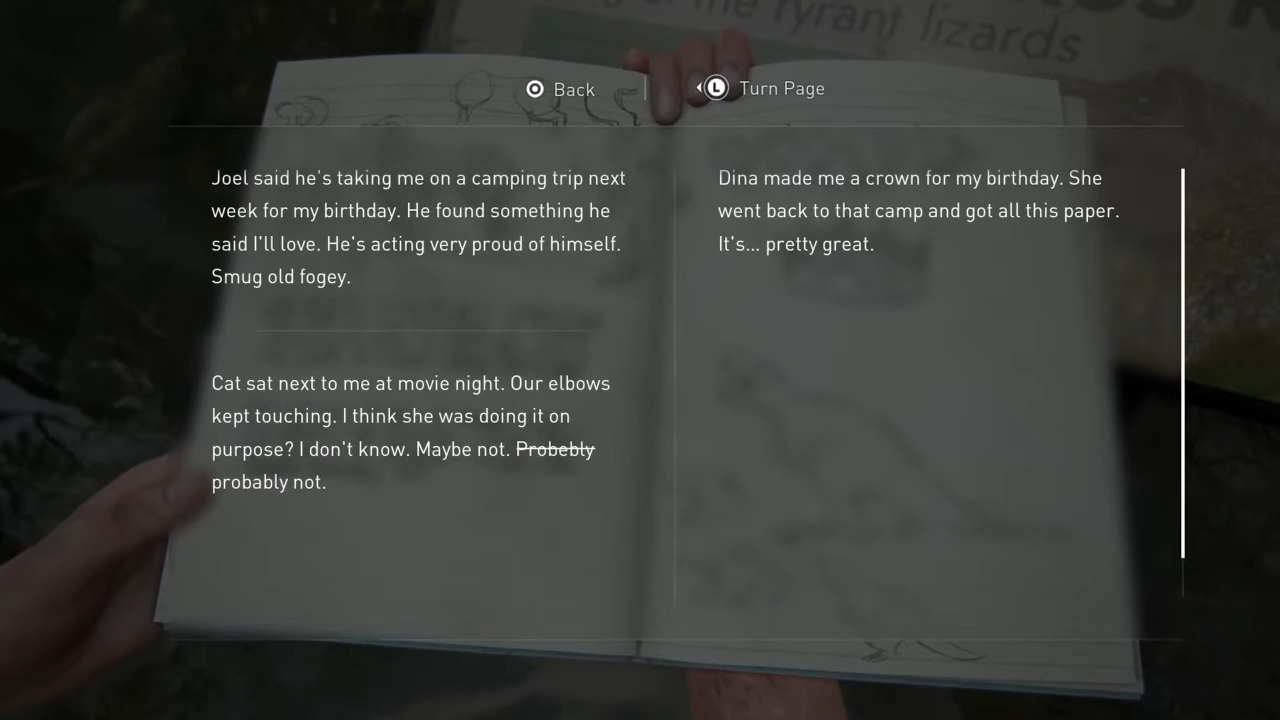 the tyrant lizards
Back
Turn Page
Joel said he's taking me on a camping trip next
week for my birthday. He found something he
said I'll love. He's acting very proud of himself.
Smug old fogey.
Cat sat next to me at movie night. Our elbows
kept touching. I think she was doing it on
purpose? I don't know. Maybe not. Probebly
probably not.
Dina made me a crown for my birthday. She
went back to that camp and got all this paper.
It's... pretty great.